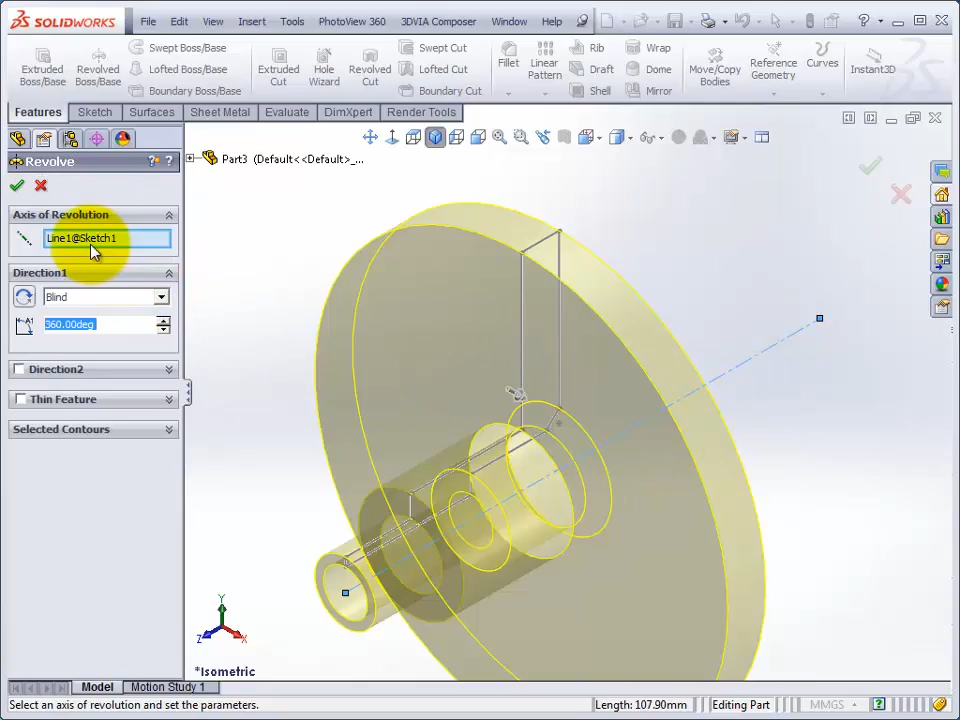 SOLIDWORKS File Edit View Insert Tools PhotoView 360 3DVIA Composer Window Help
Extruded Boss/Base
Revolved Boss/Base
Swept Boss/Base
Lofted Boss/Base
Boundary Boss/Base
Extruded Cut
Hole Wizard
Revolved Cut
Swept Cut
Lofted Cut
Boundary Cut
Fillet
Linear Pattern
Rib
Draft
Shell
Wrap
Dome
Mirror
Move/Copy Bodies
Reference Geometry
Curves
Instant3D
Features Sketch Surfaces Sheet Metal Evaluate DimXpert Render Tools
Part3 (Default<<Default>_...
Revolve
Axis of Revolution
Line1@Sketch1
Direction1
Blind
A1
360.00deg
Direction2
Thin Feature
Selected Contours
Y
Z
X
*Isometric
Model Motion Study 1
Select an axis of revolution and set the parameters. Length: 107.90mm Editing Part MMGS ?